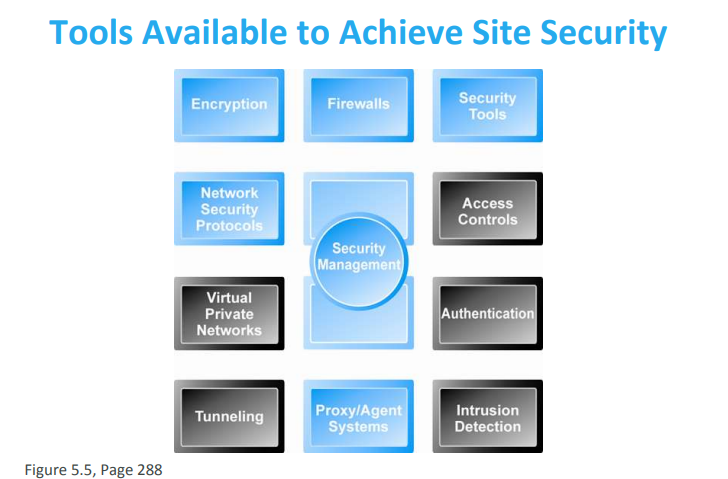 Tools Available to Achieve Site Security
Encryption
Firewalls
Security
Tools
Network
Security
Protocols
Security
Management
Access
Controls
Virtual
Private
Networks
Authentication
Tunneling
Proxy/Agent
Systems
Intrusion
Detection
Figure 5.5, Page 288